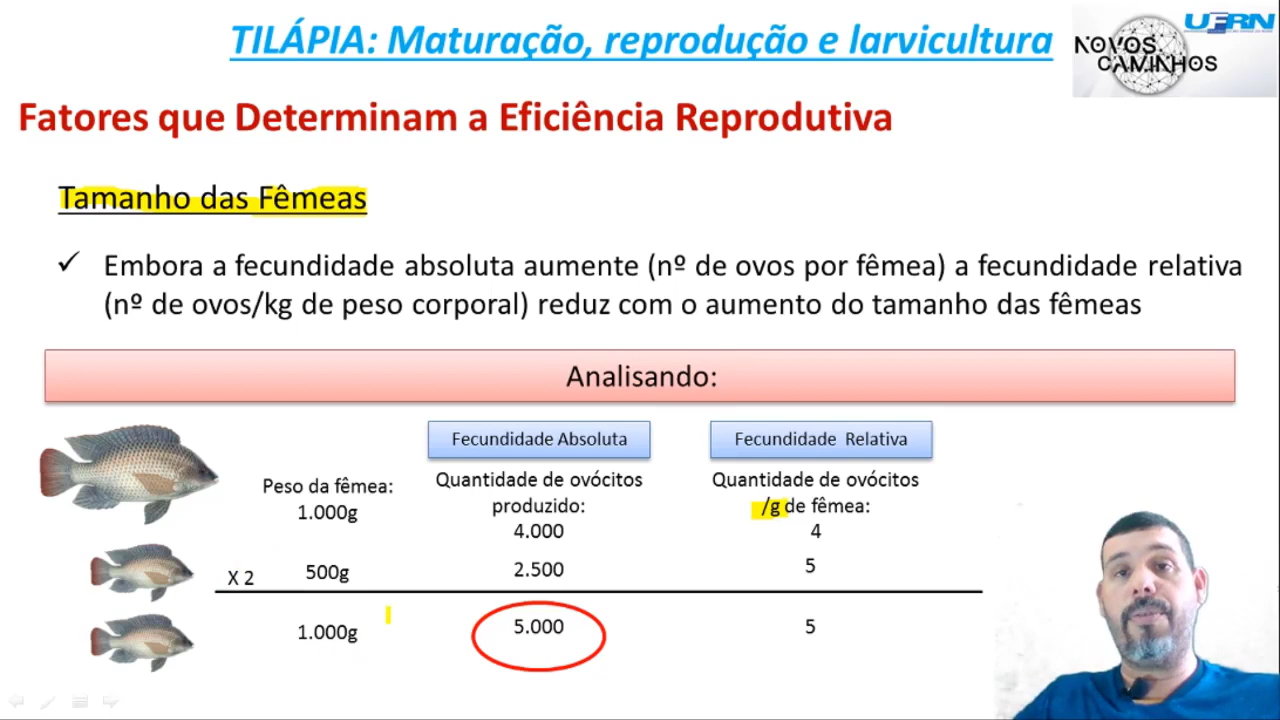 TILÁPIA: Maturação, reprodução e larvicultura
UFRN
NOVOS
CAMINHOS
Fatores que Determinam a Eficiência Reprodutiva
Tamanho das Fêmeas
✓ Embora a fecundidade absoluta aumente (nº de ovos por fêmea) a fecundidade relativa
(nº de ovos/kg de peso corporal) reduz com o aumento do tamanho das fêmeas
Analisando:
Fecundidade Absoluta
Fecundidade Relativa
Peso da fêmea:
1.000g
Quantidade de ovócitos
produzido:
4.000
Quantidade de ovócitos
/g de fêmea:
4
X 2
500g
2.500
5
1.000g
5.000
5